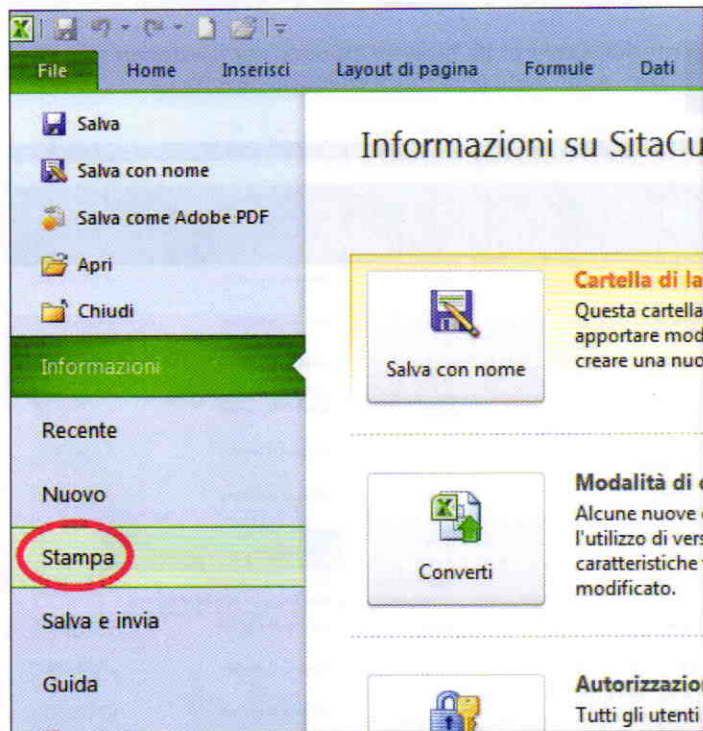 File Home Inserisci Layout di pagina Formule Dati
Salva
Salva con nome
Salva come Adobe PDF
Apri
Chiudi
Informazioni
Recente
Nuovo
Stampa
Salva e invia
Guida
Informazioni su SitaCu
Salva con nome
Cartella di la
Questa cartella
apportare mod
creare una nuo
Converti
Modalità di
Alcune nuove
l'utilizzo di vers
caratteristiche
modificato.
Autorizzazion
Tutti gli utenti